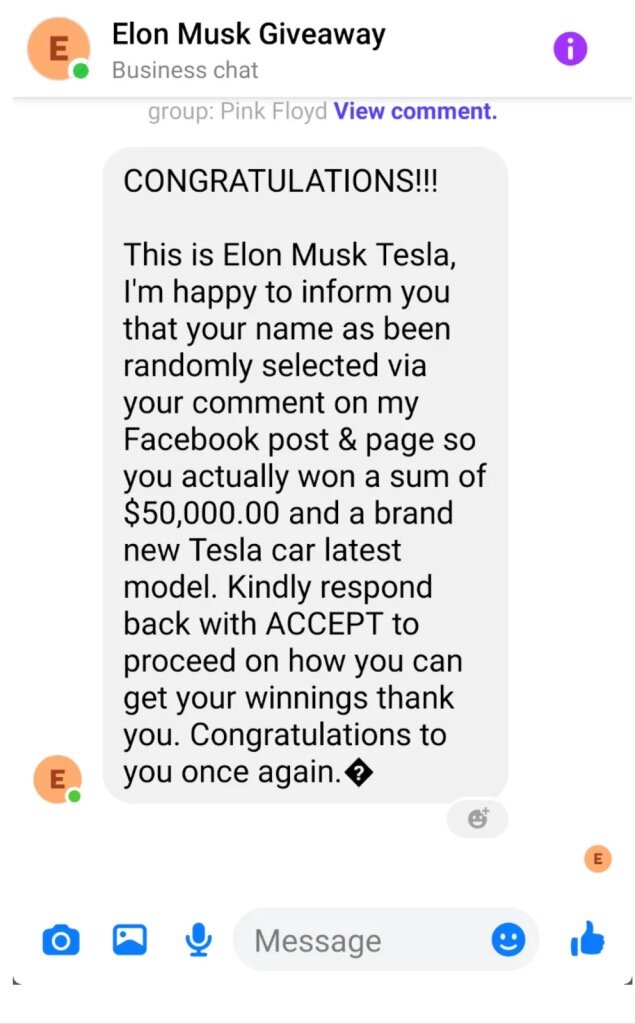 E
Elon Musk Giveaway
Business chat
group: Pink Floyd View comment.
CONGRATULATIONS!!!
This is Elon Musk Tesla,
I'm happy to inform you
that your name as been
randomly selected via
your comment on my
Facebook post & page so
you actually won a sum of
$50,000.00 and a brand
new Tesla car latest
model. Kindly respond
back with ACCEPT to
proceed on how you can
get your winnings thank
you. Congratulations to
you once again.�
E
E
Message